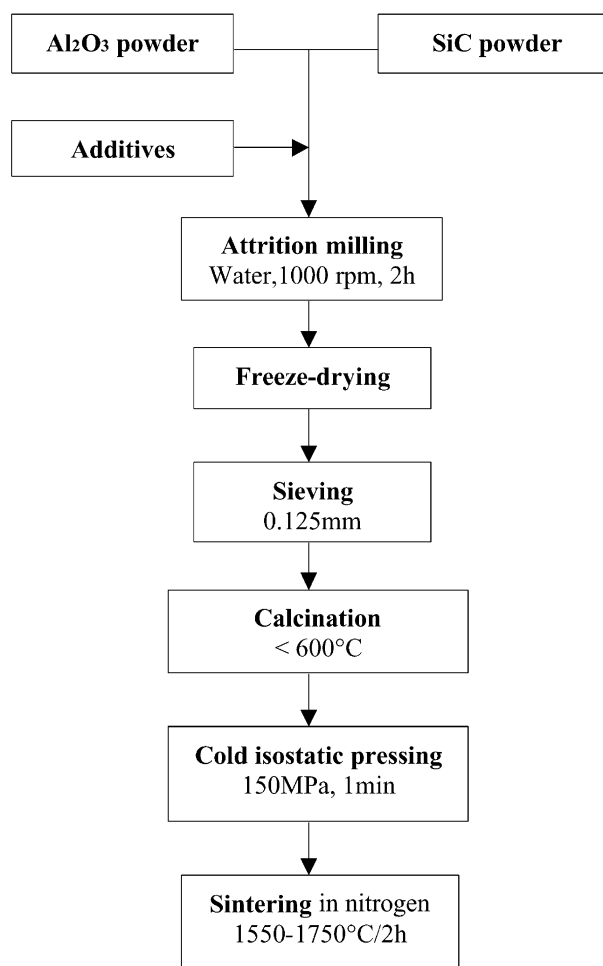 Al₂O₃ powder
SiC powder
Additives
Attrition milling
Water,1000 rpm, 2h
Freeze-drying
Sieving
0.125mm
Calcination
< 600°C
Cold isostatic pressing
150MPa, 1min
Sintering in nitrogen
1550-1750°C/2h